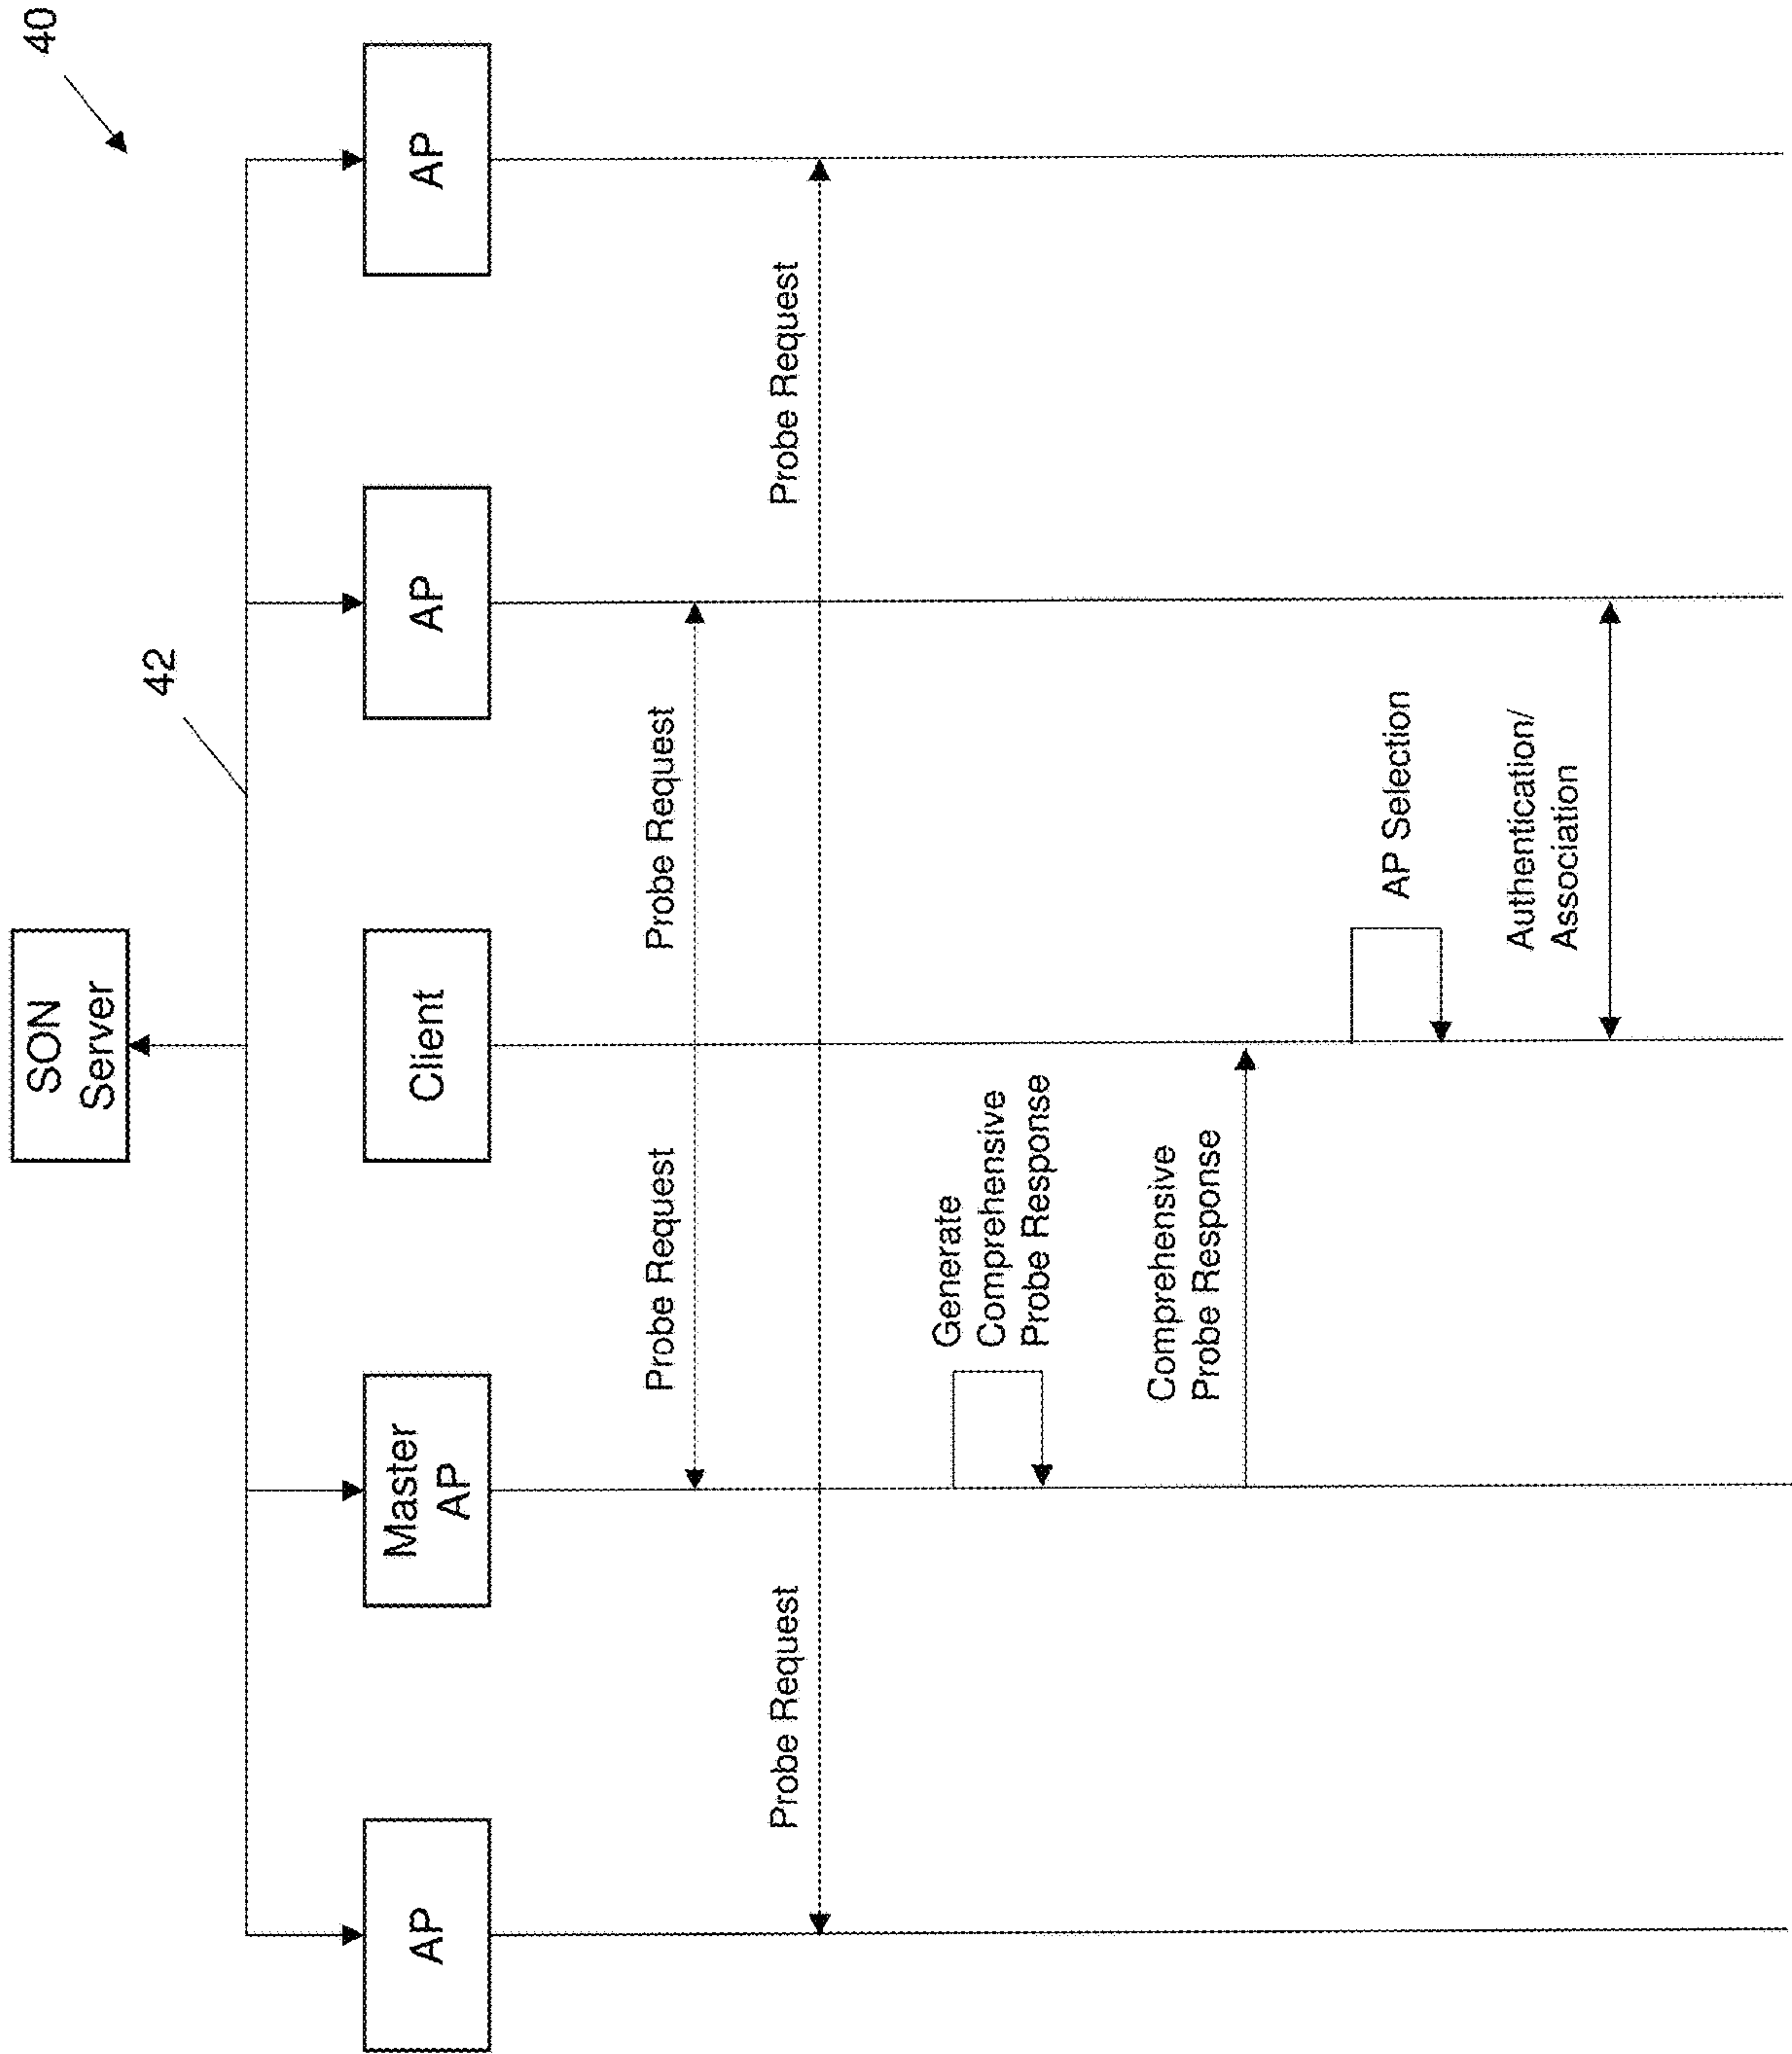 40
SON
Server
42
AP
Master
AP
Client
AP
AP
Probe Request
Probe Request
Probe Request
Probe Request
Generate
Comprehensive
Probe Response
Comprehensive
Probe Response
AP Selection
Authentication/
Association